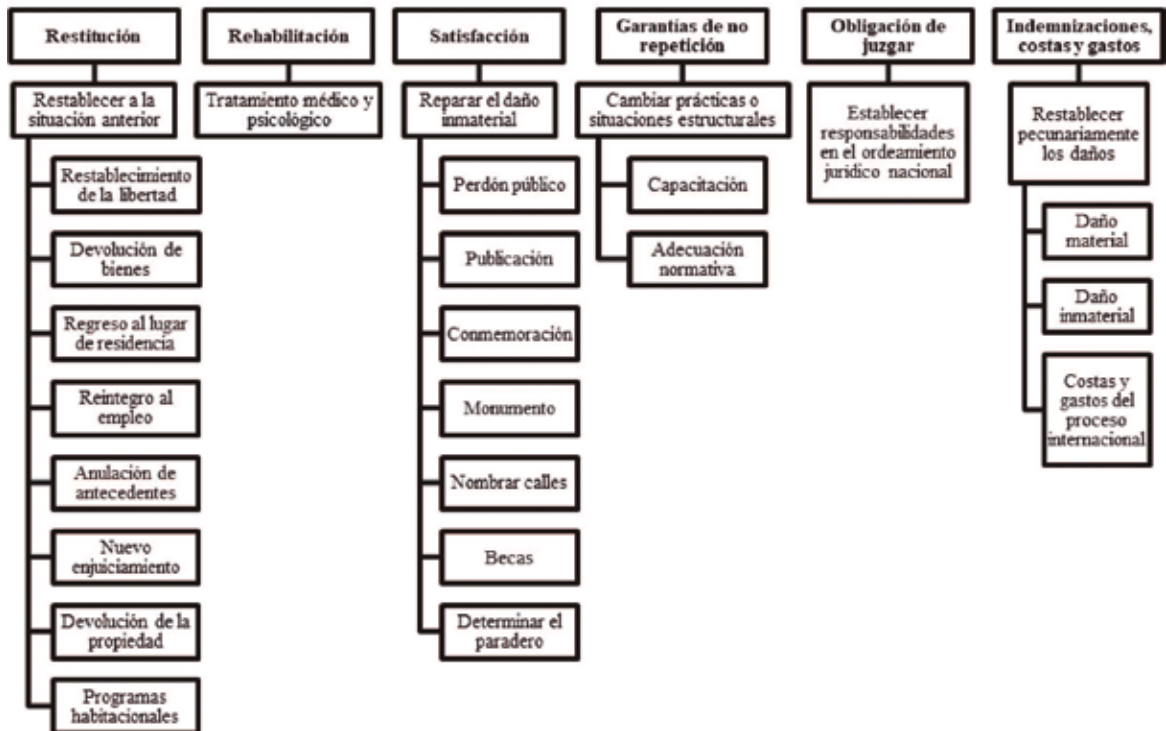 Restitución
Restablecer a la
situación anterior
Restablecimiento
de la libertad
Devolución de
bienes
Regreso al lugar
de residencia
Reintegro al
empleo
Anulación de
antecedentes
Nuevo
enjuiciamiento
Devolución de la
propiedad
Programas
habitacionales
Rehabilitación
Tratamiento médico y
psicológico
Satisfacción
Reparar el daño
inmaterial
Perdón público
Publicación
Conmemoración
Monumento
Nombrar calles
Becas
Determinar el
paradero
Garantías de no
repetición
Cambiar prácticas o
situaciones estructurales
Capacitación
Adecuación
normativa
Obligación de
juzgar
Establecer
responsabilidades
en el ordeamiento
jurídico nacional
Indemnizaciones,
costas y gastos
Restablecer
pecunariamente
los daños
Daño
material
Daño
inmaterial
Costas y
gastos del
proceso
internacional